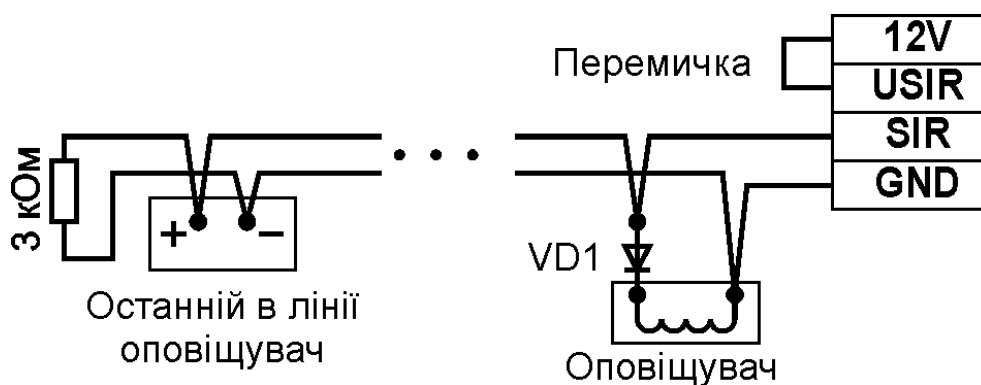 12V
Перемичка
USIR
SIR
GND
3 кОм
+ −
VD1
Останній в лінії
оповіщувач
Оповіщувач